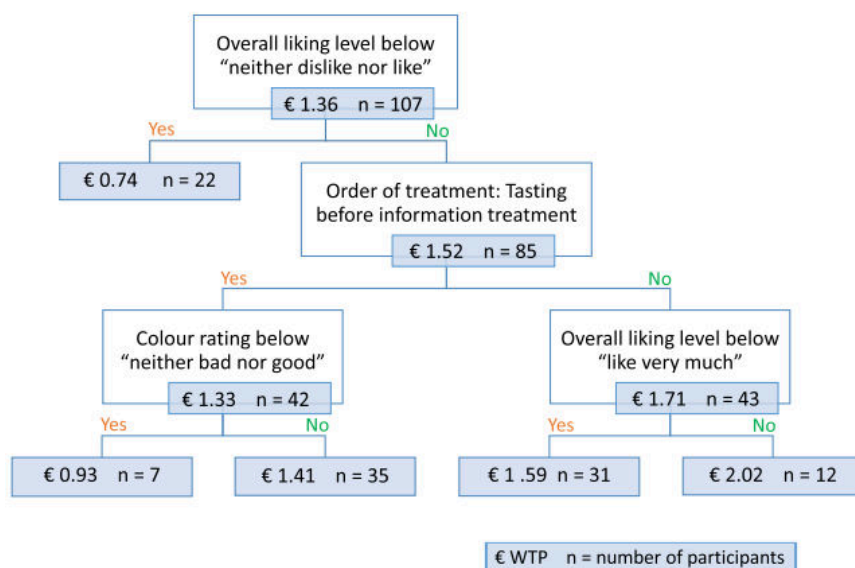 Overall liking level below
“neither dislike nor like”
€ 1.36 n = 107
Yes
No
€ 0.74 n = 22
Order of treatment: Tasting
before information treatment
€ 1.52 n = 85
Yes
No
Colour rating below
“neither bad nor good”
€ 1.33 n = 42
Overall liking level below
“like very much”
€ 1.71 n = 43
Yes
No
Yes
No
€ 0.93 n = 7
€ 1.41 n = 35
€ 1 .59 n = 31
€ 2.02 n = 12
€ WTP n = number of participants